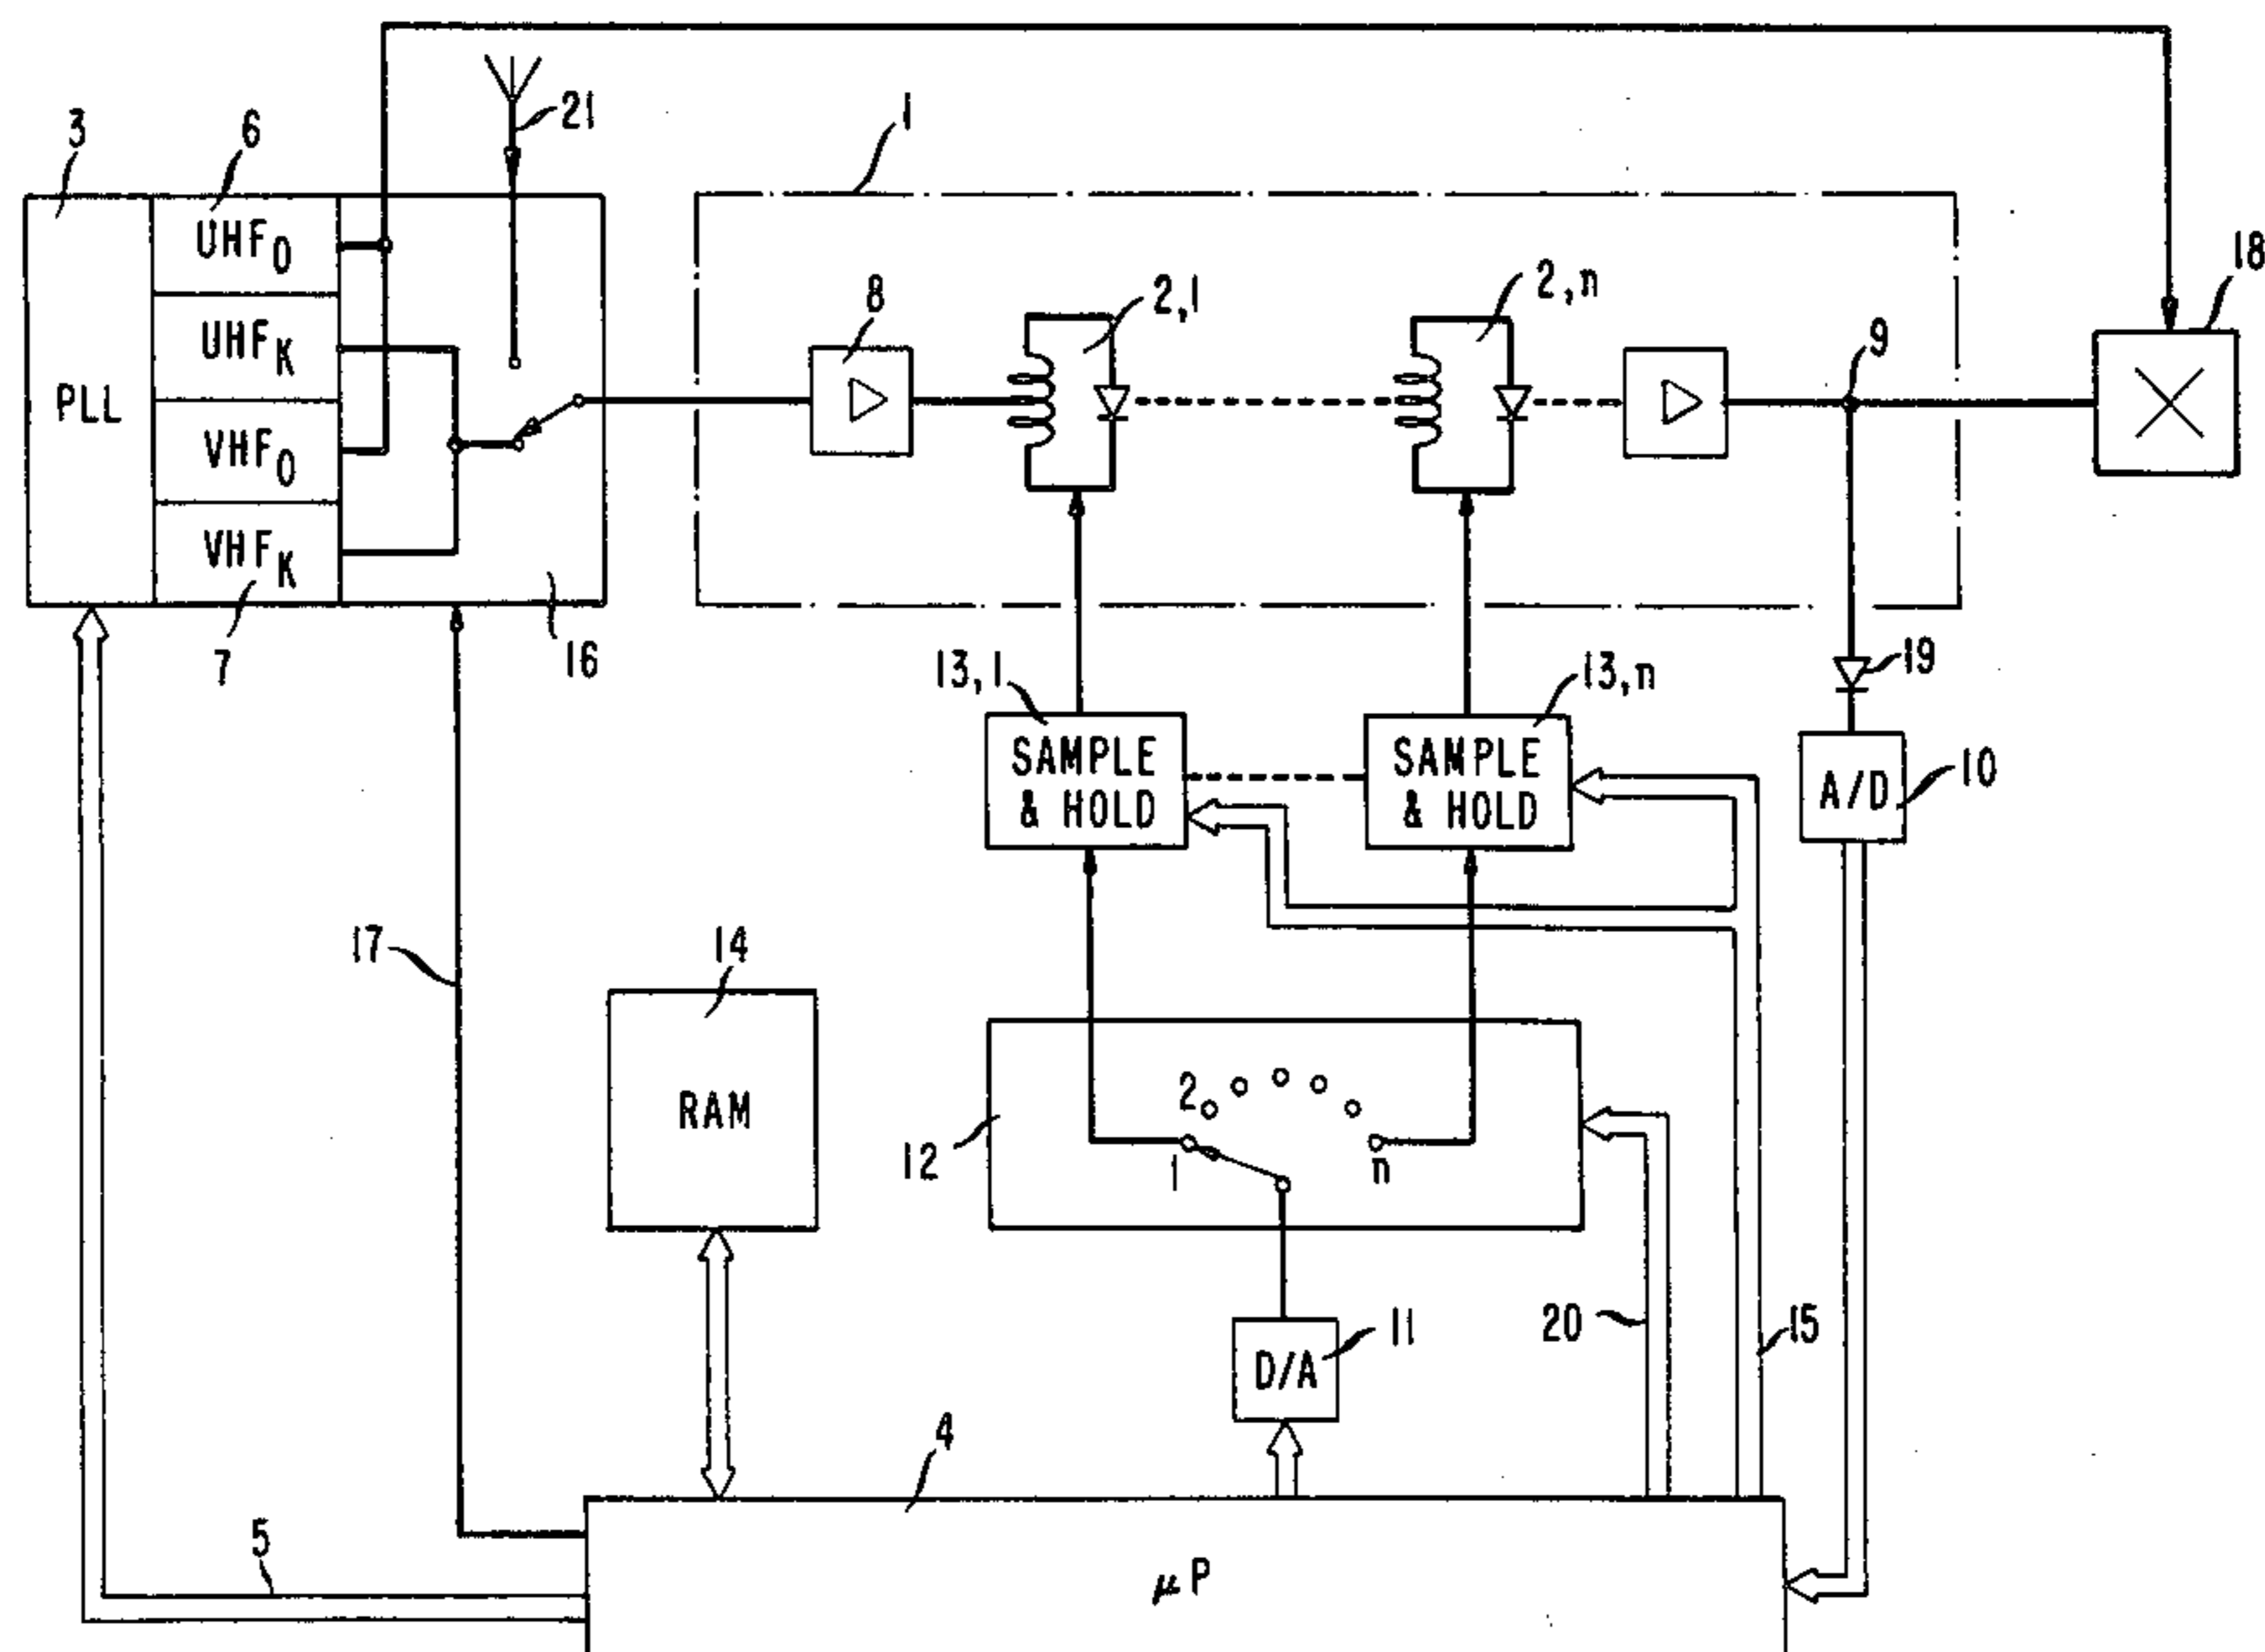 3
6
21
1
UHF0
UHFK
VHF0
VHFK
PLL
7
16
8
2,1
2,n
9
18
19
13,1
13,n
SAMPLE
& HOLD
SAMPLE
& HOLD
A/D
10
17
14
RAM
12
2
1
n
20
15
D/A
11
4
5
μP